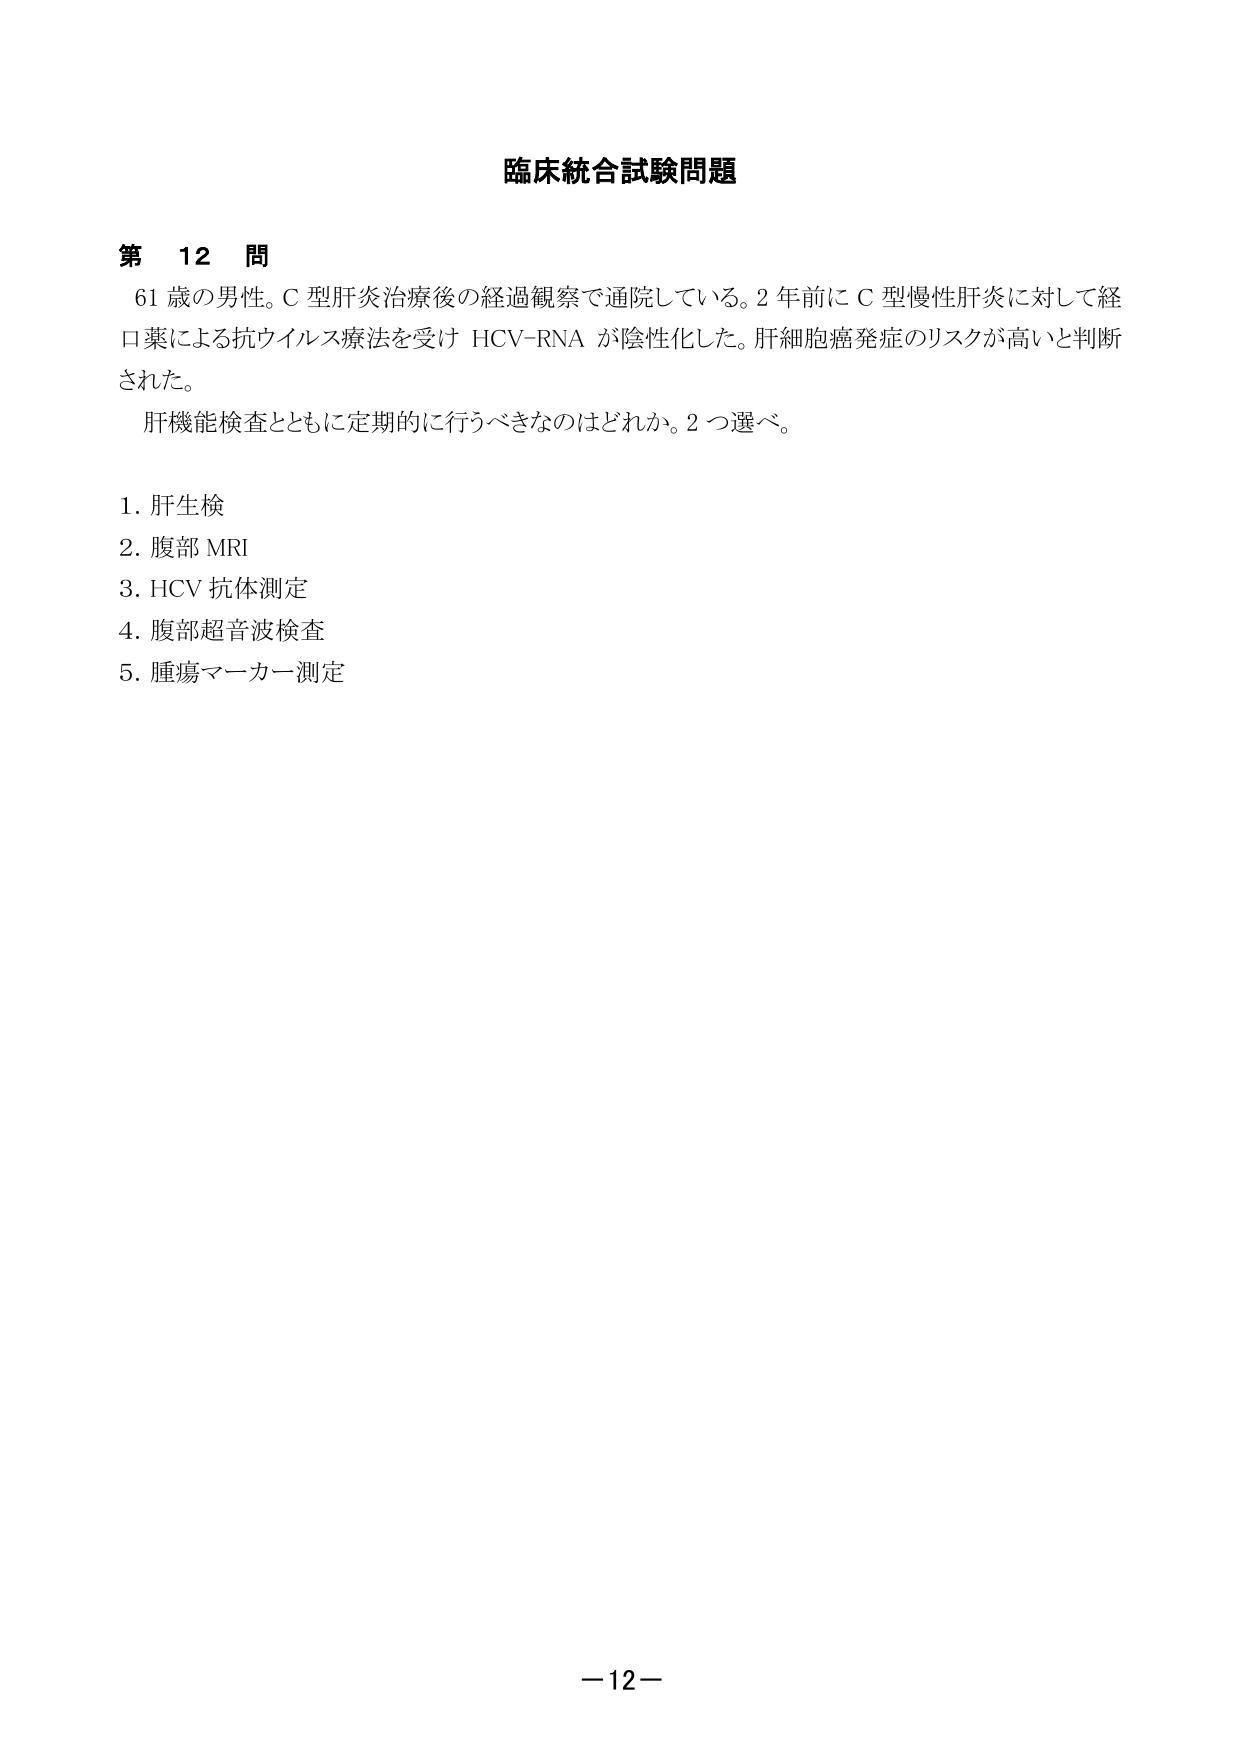 臨床統合試験問題
第 12 問
61 歳の男性。C 型肝炎治療後の経過観察で通院している。2 年前に C 型慢性肝炎に対して経
口薬による抗ウイルス療法を受け HCV-RNA が陰性化した。肝細胞癌発症のリスクが高いと判断
された。
肝機能検査とともに定期的に行うべきなのはどれか。2 つ選べ。
1. 肝生検
2. 腹部 MRI
3. HCV 抗体測定
4. 腹部超音波検査
5. 腫瘍マーカー測定
―12―